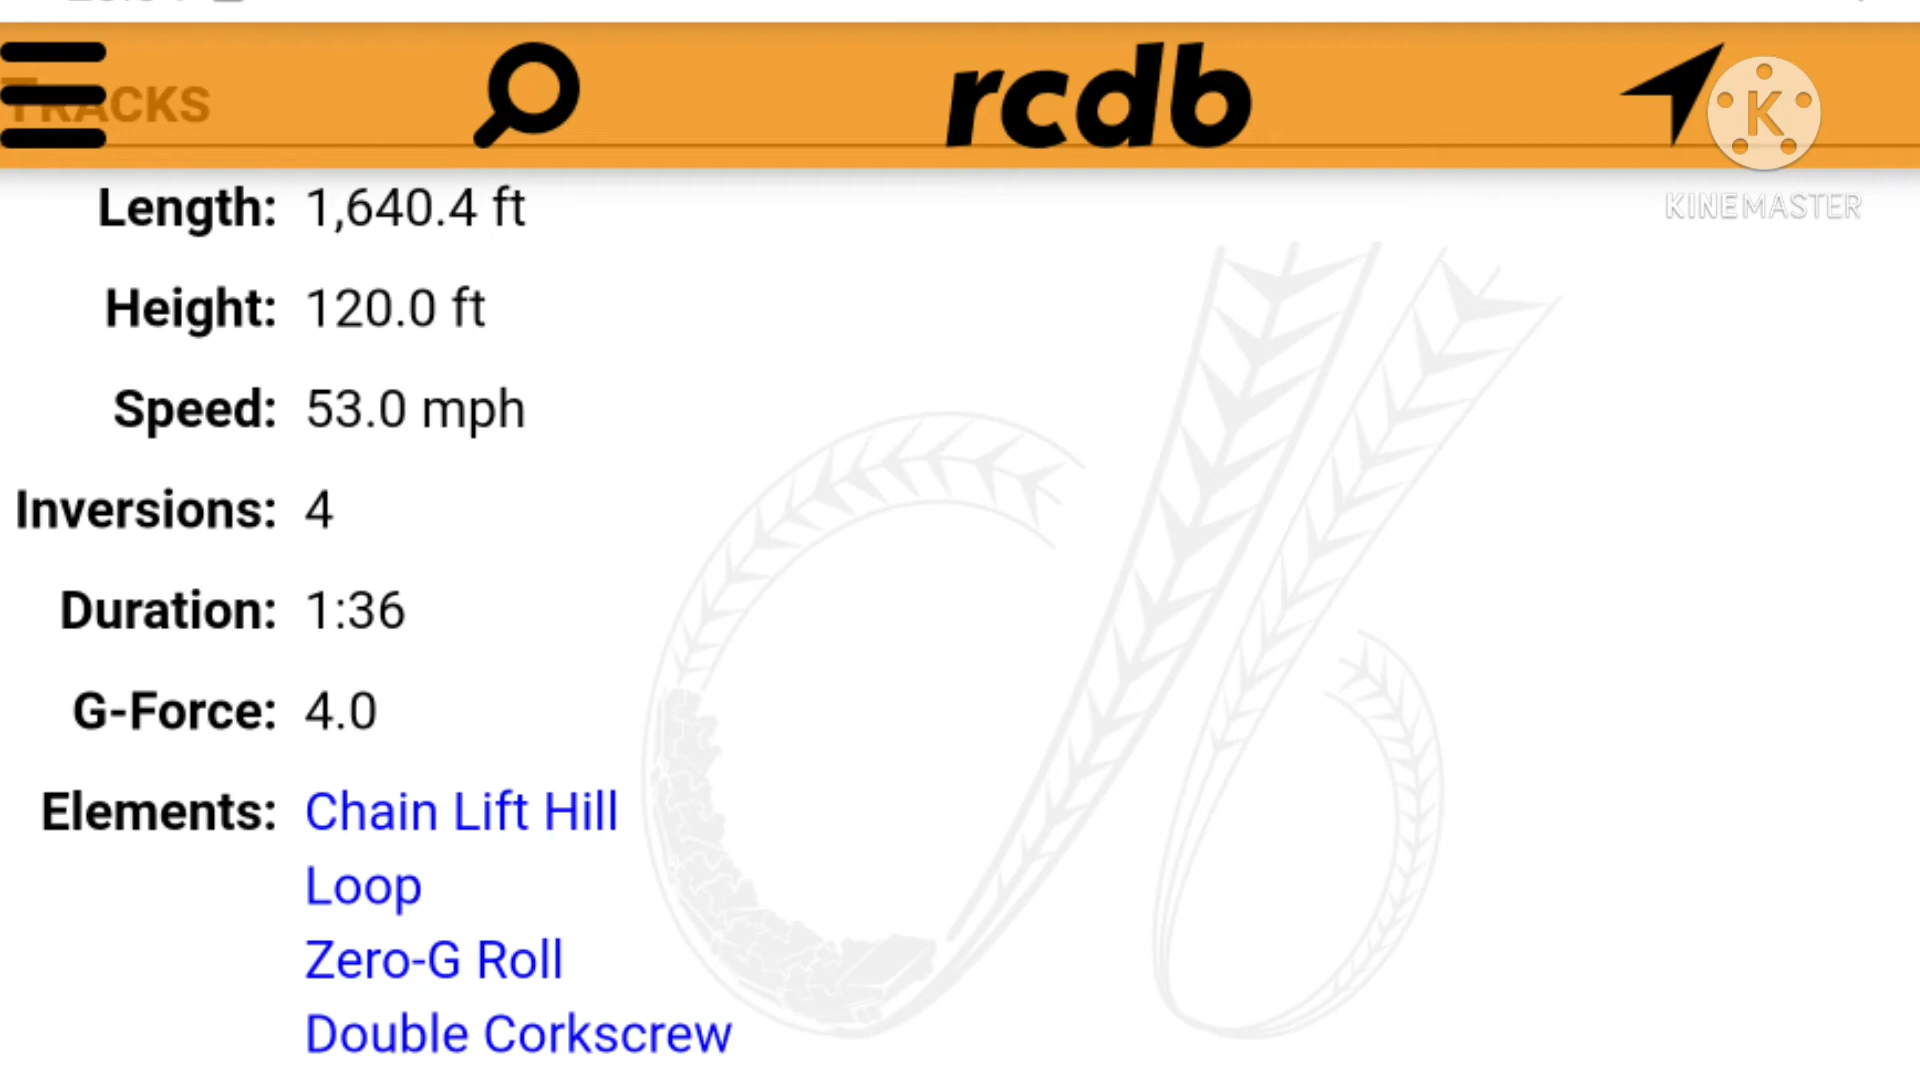 TRACKS
rcdb
K
KINEMASTER
Length: 1,640.4 ft
Height: 120.0 ft
Speed: 53.0 mph
Inversions: 4
Duration: 1:36
G-Force: 4.0
Elements: Chain Lift Hill
Loop
Zero-G Roll
Double Corkscrew